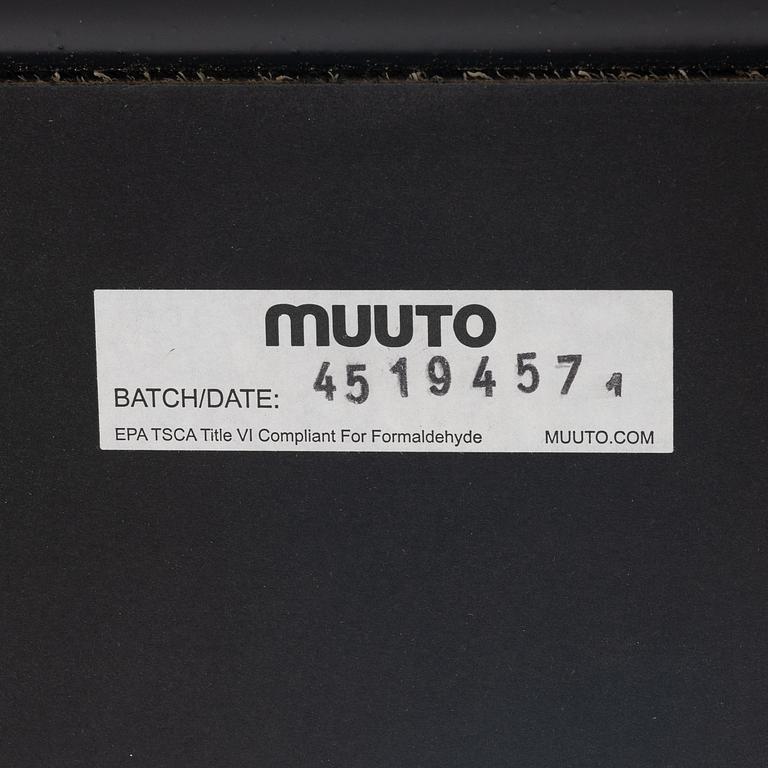 muuto
BATCH/DATE: 4519457 1
EPA TSCA Title VI Compliant For Formaldehyde MUUTO.COM